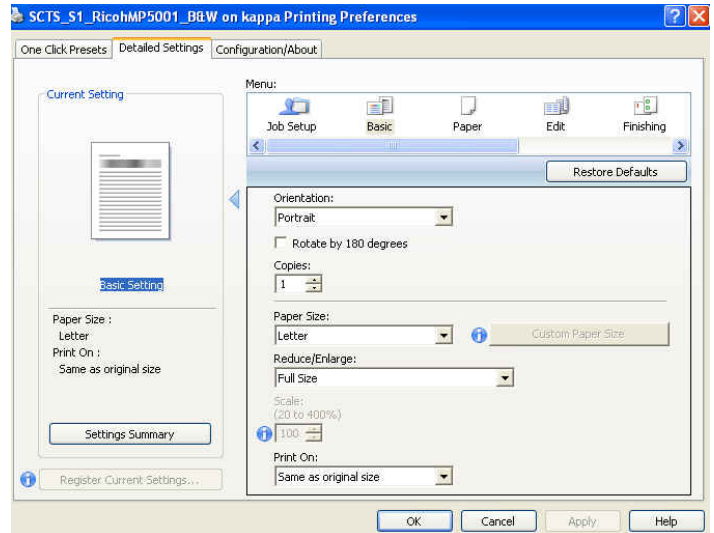 SCTS_S1_RicohMP5001_B&W on kappa Printing Preferences
One Click Presets Detailed Settings Configuration/About
Current Setting
Basic Setting
Paper Size :
Letter
Print On :
Same as original size
Settings Summary
Register Current Settings...
Menu:
Job Setup Basic Paper Edit Finishing
Restore Defaults
Orientation:
Portrait
Rotate by 180 degrees
Copies:
1
Paper Size:
Letter Custom Paper Size
Reduce/Enlarge:
Full Size
Scale:
(20 to 400%)
100
Print On:
Same as original size
OK Cancel Apply Help